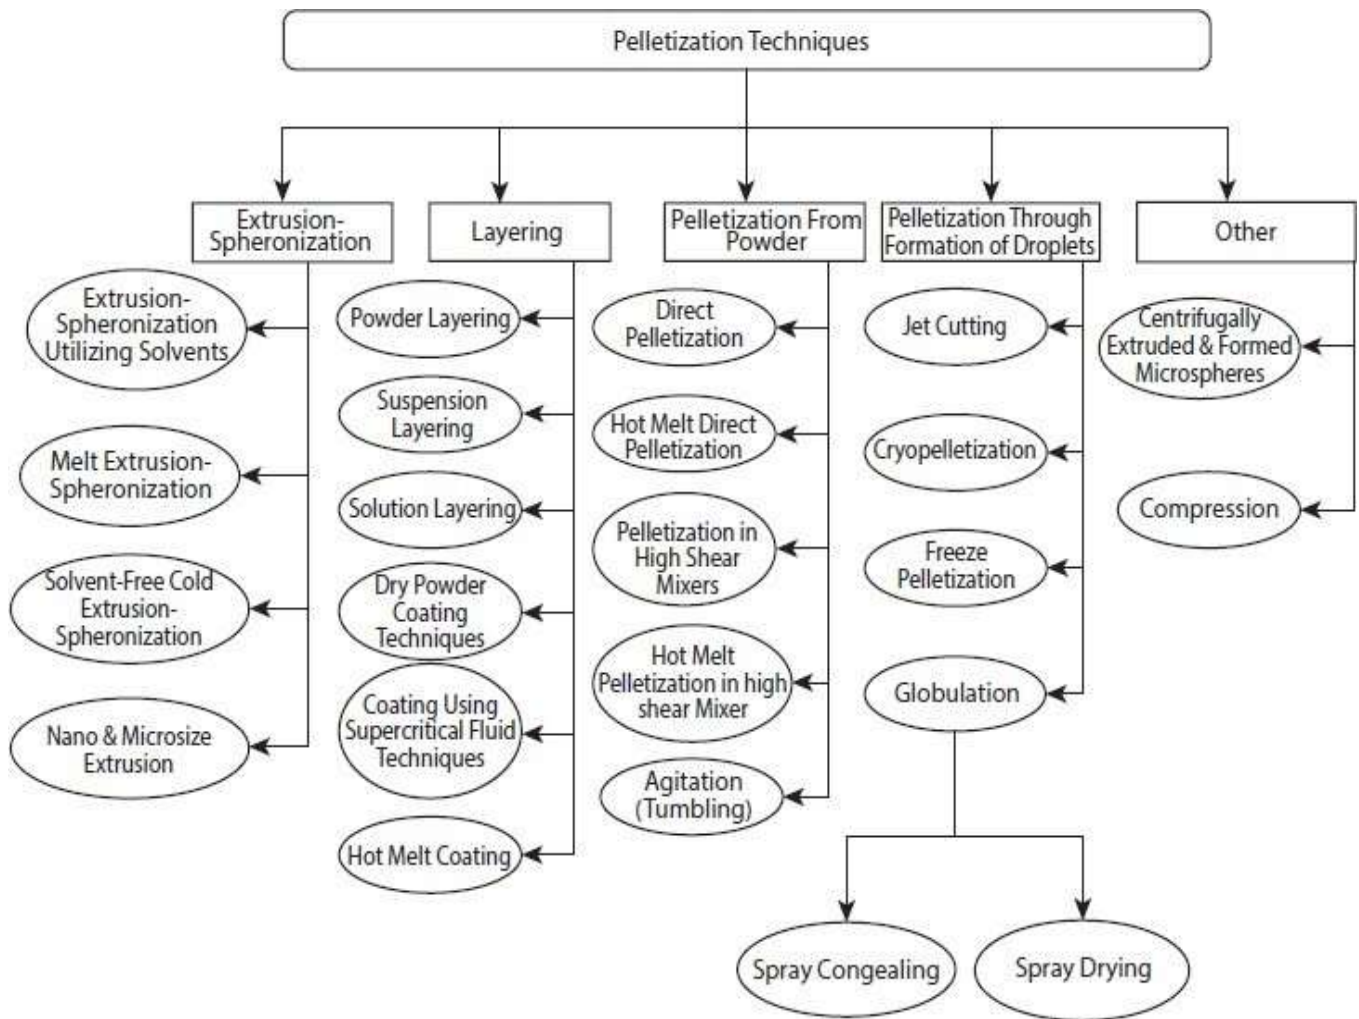 Pelletization Techniques
Extrusion-
Spheronization
Layering
Pelletization From
Powder
Pelletization Through
Formation of Droplets
Other
Extrusion-
Spheronization
Utilizing Solvents
Melt Extrusion-
Spheronization
Solvent-Free Cold
Extrusion-
Spheronization
Nano & Microsize
Extrusion
Powder Layering
Suspension
Layering
Solution Layering
Dry Powder
Coating
Techniques
Coating Using
Supercritical Fluid
Techniques
Hot Melt Coating
Direct
Pelletization
Hot Melt Direct
Pelletization
Pelletization in
High Shear
Mixers
Hot Melt
Pelletization in high
shear Mixer
Agitation
(Tumbling)
Jet Cutting
Cryopelletization
Freeze
Pelletization
Globulation
Spray Congealing
Spray Drying
Centrifugally
Extruded & Formed
Microspheres
Compression